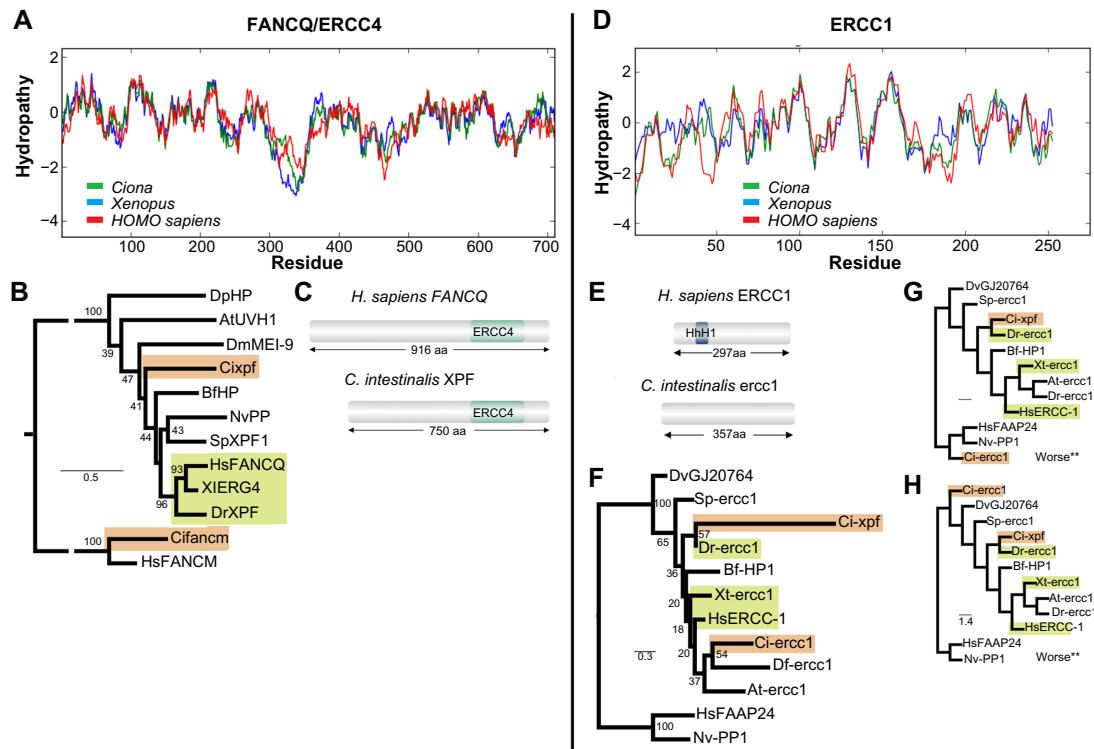 A
FANCQ/ERCC4
2
0
−2
−4
Hydropathy
Ciona
Xenopus
HOMO sapiens
100
200
300
400
500
600
700
Residue
D
ERCC1
2
0
−2
−4
Hydropathy
Ciona
Xenopus
HOMO sapiens
50
100
150
200
250
Residue
B
DpHP
100
AtUVH1
39
DmMEI-9
47
Cixpf
41
BfHP
44
NvPP
43
SpXPF1
HsFANCQ
93
XlERG4
96
DrXPF
0.5
Cifancm
100
HsFANCM
C
H. sapiens FANCQ
ERCC4
916 aa
C. intestinalis XPF
ERCC4
750 aa
E
H. sapiens ERCC1
HhH1
297aa
C. intestinalis ercc1
357aa
F
DvGJ20764
100
Sp-ercc1
65
Ci-xpf
57
Dr-ercc1
36
Bf-HP1
20
Xt-ercc1
18
HsERCC-1
20
Ci-ercc1
54
Df-ercc1
37
At-ercc1
0.3
HsFAAP24
100
Nv-PP1
G
DvGJ20764
Sp-ercc1
Ci-xpf
Dr-ercc1
Bf-HP1
Xt-ercc1
At-ercc1
Dr-ercc1
HsERCC-1
HsFAAP24
Nv-PP1
Ci-ercc1
Worse**
H
Ci-ercc1
DvGJ20764
Sp-ercc1
Ci-xpf
Dr-ercc1
Bf-HP1
Xt-ercc1
At-ercc1
Dr-ercc1
HsERCC-1
1.4
HsFAAP24
Nv-PP1
Worse**